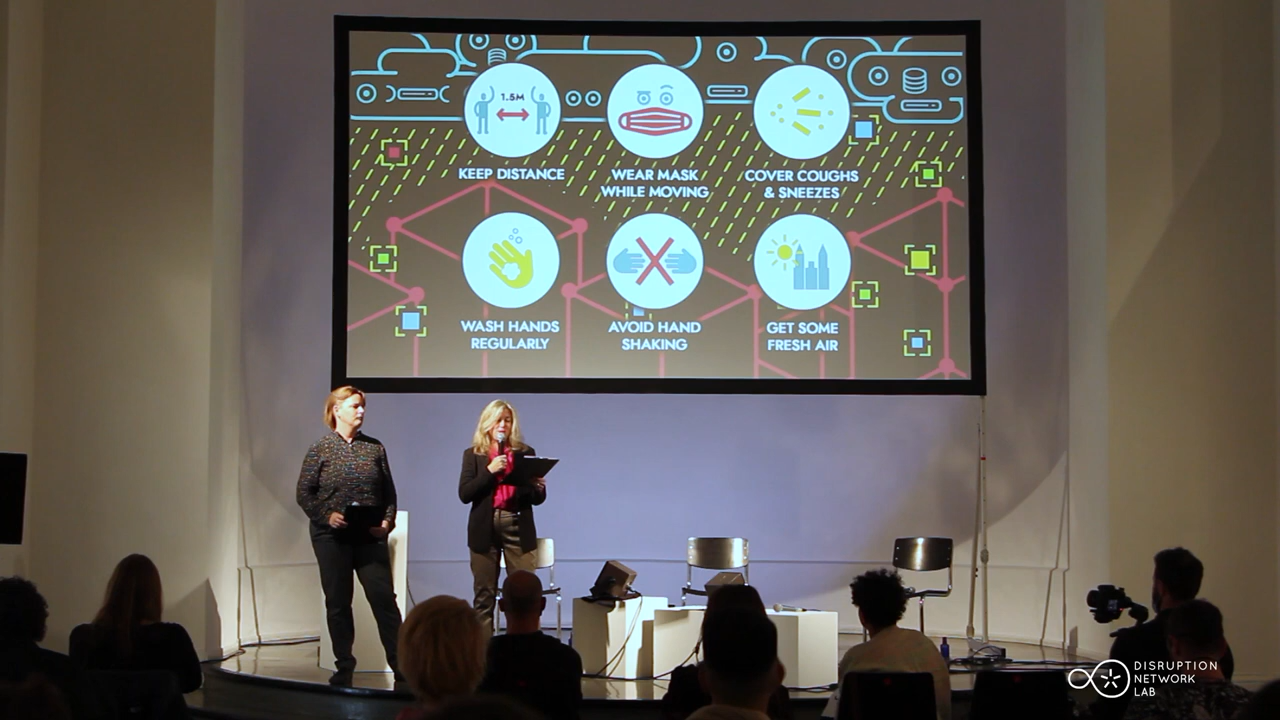 1.5M
KEEP DISTANCE
WEAR MASK
WHILE MOVING
COVER COUGHS
& SNEEZES
WASH HANDS
REGULARLY
AVOID HAND
SHAKING
GET SOME
FRESH AIR
DISRUPTION
NETWORK
LAB